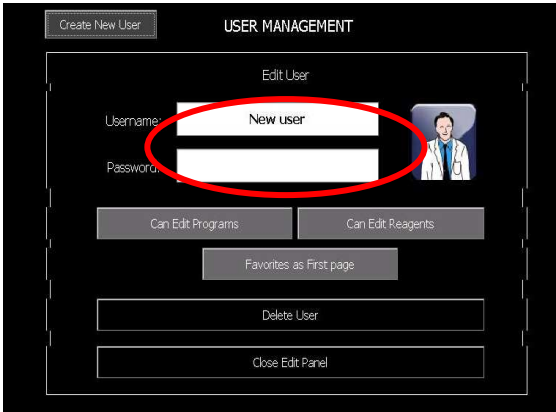 Create New User
USER MANAGEMENT
Edit User
Username:
New user
Password:
Can Edit Programs
Can Edit Reagents
Favorites as First page
Delete User
Close Edit Panel